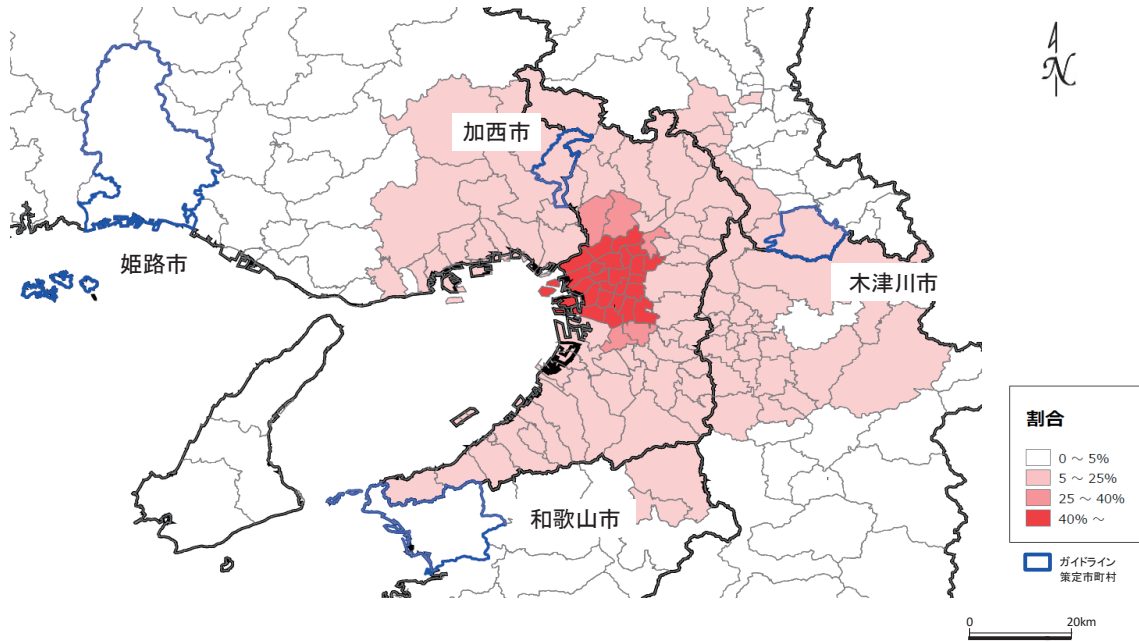 N
加西市
姫路市
木津川市
和歌山市
割合
0 ～ 5%
5 ～ 25%
25 ～ 40%
40% ～
ガイドライン
策定市町村
0 20km